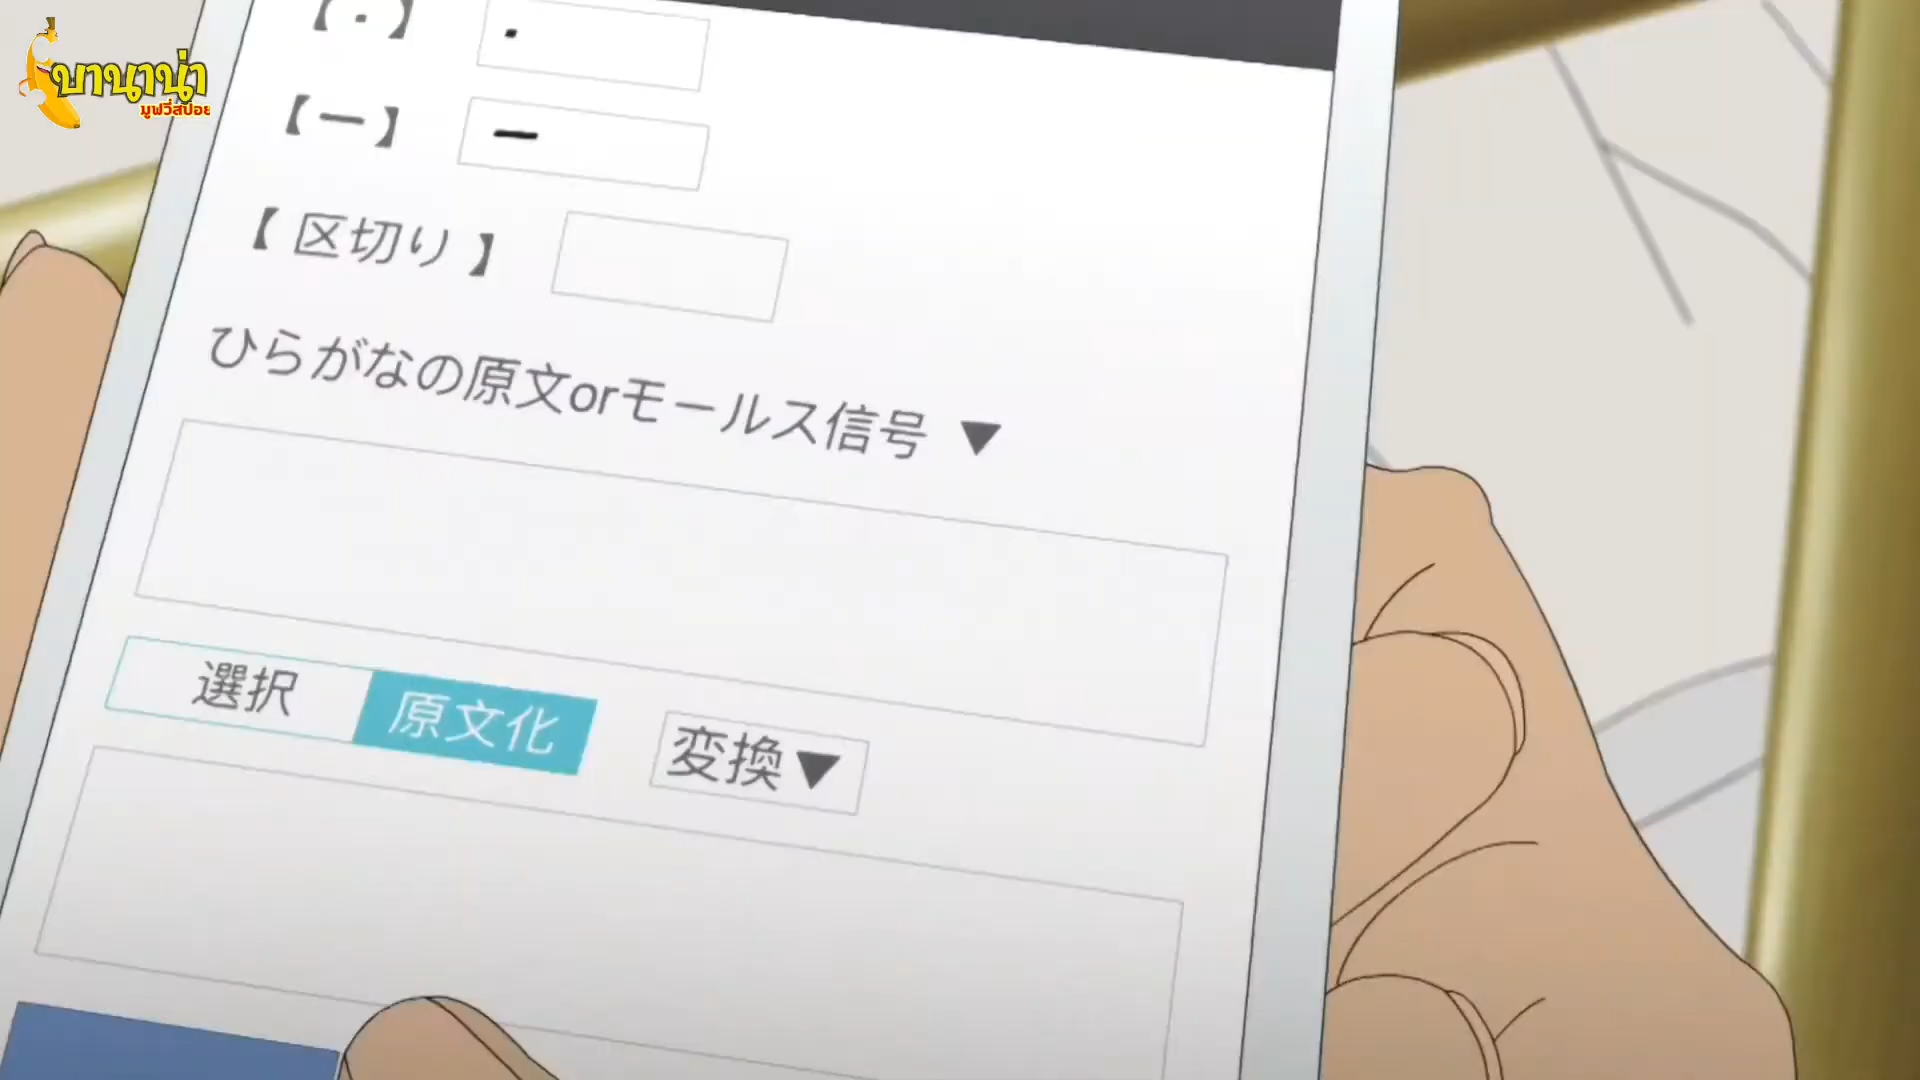 บานาน่า
มูฟวี่สปอย
【・】 ・
【ー】 ー
【 区切り 】
ひらがなの原文orモールス信号 ▼
選択 原文化 変換▼